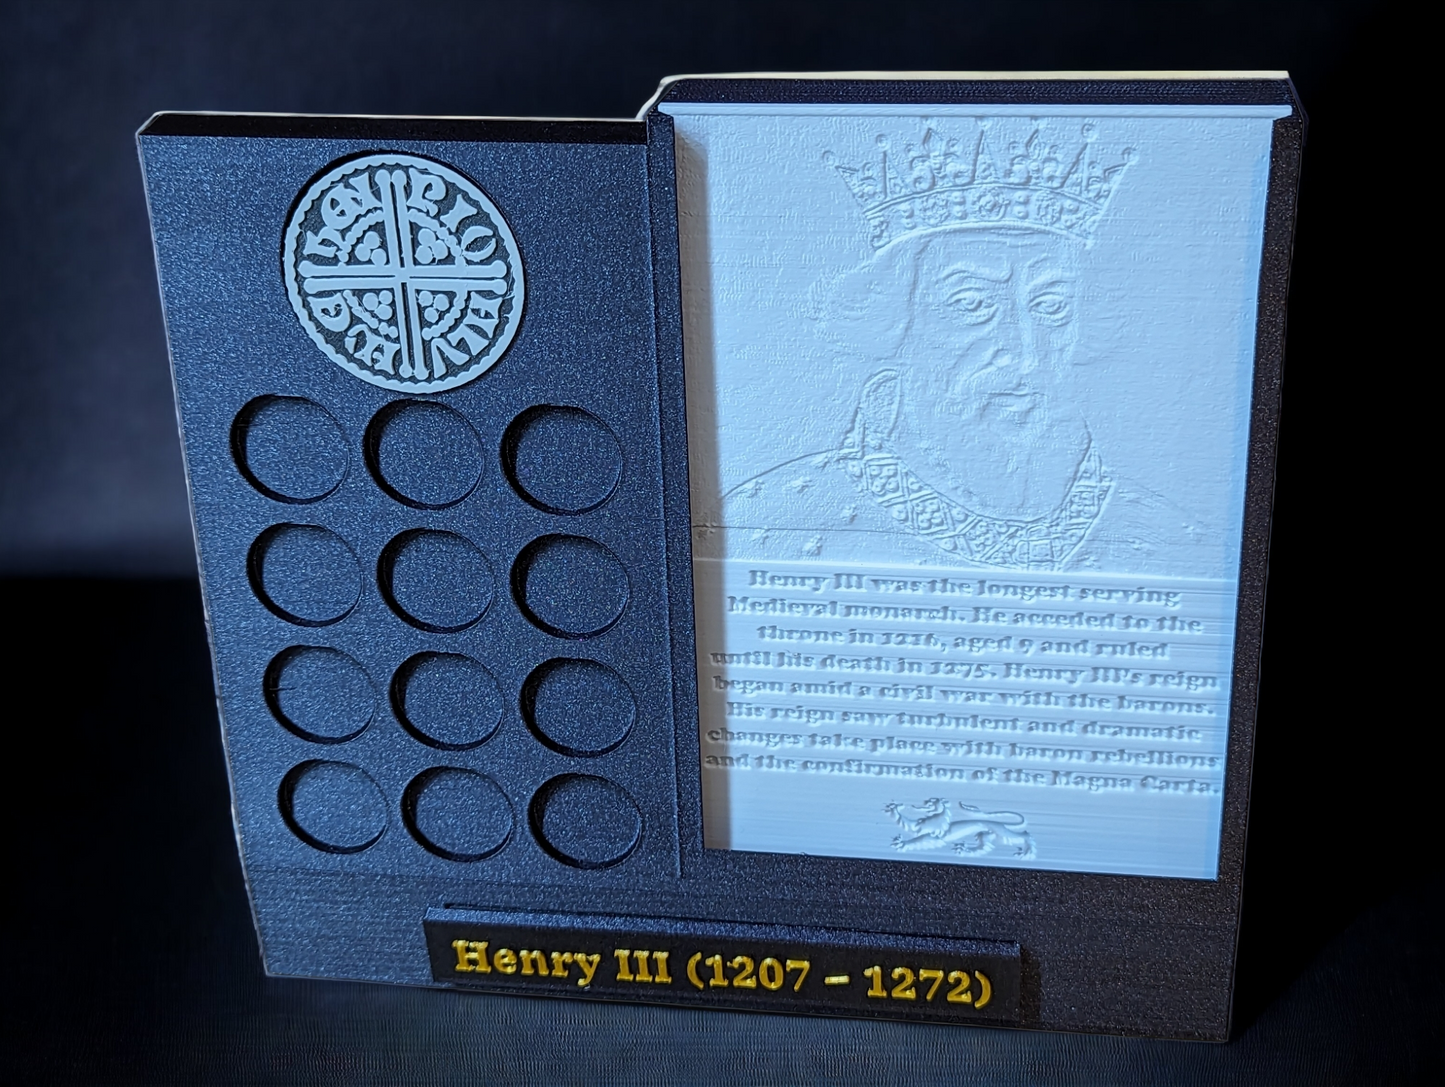 Henry III was the longest serving
Medieval monarch. He acceded to the
throne in 1216, aged 9 and ruled
until his death in 1275. Henry III's reign
began amid a civil war with the barons.
His reign saw turbulent and dramatic
changes take place with baron rebellions
and the confirmation of the Magna Carta.
Henry III (1207 - 1272)